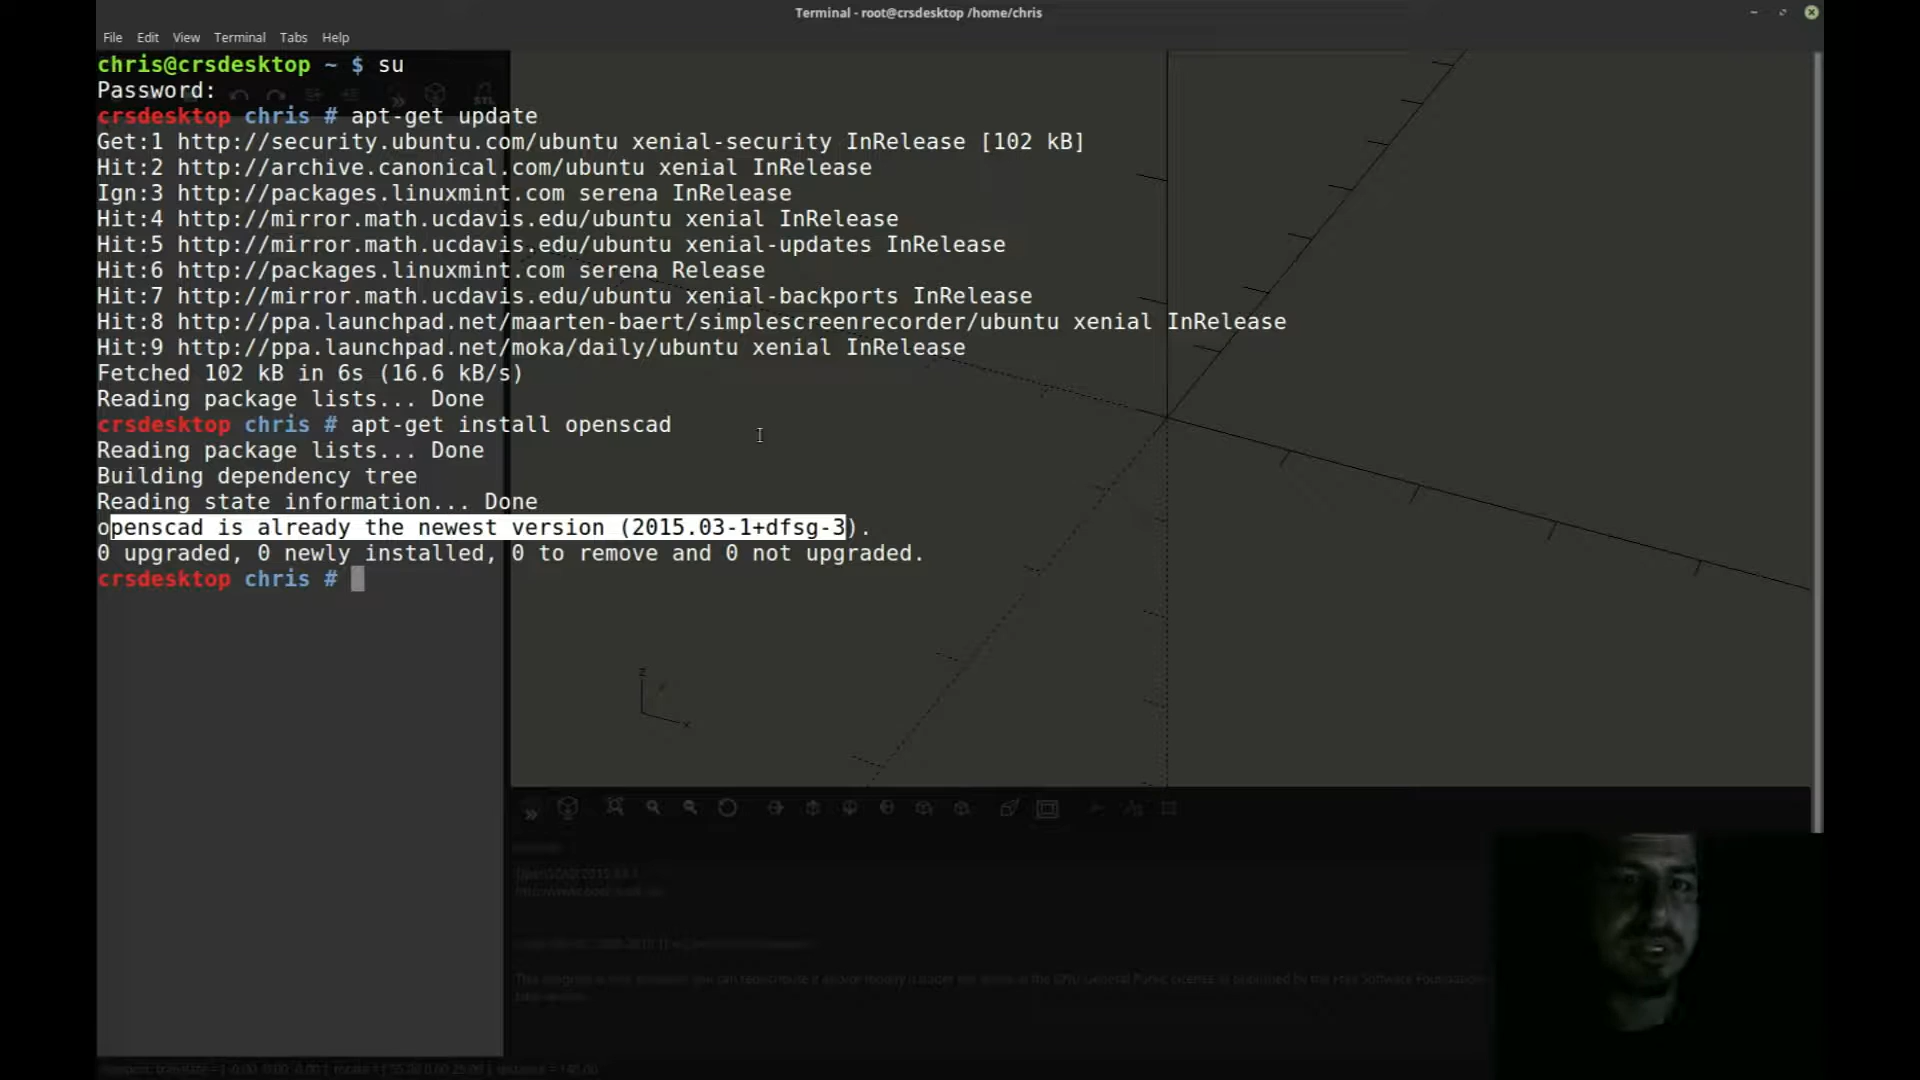 Terminal - root@crsdesktop /home/chris
File Edit View Terminal Tabs Help
chris@crsdesktop ~ $ su
Password:
crsdesktop chris # apt-get update
Get:1 http://security.ubuntu.com/ubuntu xenial-security InRelease [102 kB]
Hit:2 http://archive.canonical.com/ubuntu xenial InRelease
Ign:3 http://packages.linuxmint.com serena InRelease
Hit:4 http://mirror.math.ucdavis.edu/ubuntu xenial InRelease
Hit:5 http://mirror.math.ucdavis.edu/ubuntu xenial-updates InRelease
Hit:6 http://packages.linuxmint.com serena Release
Hit:7 http://mirror.math.ucdavis.edu/ubuntu xenial-backports InRelease
Hit:8 http://ppa.launchpad.net/maarten-baert/simplescreenrecorder/ubuntu xenial InRelease
Hit:9 http://ppa.launchpad.net/moka/daily/ubuntu xenial InRelease
Fetched 102 kB in 6s (16.6 kB/s)
Reading package lists... Done
crsdesktop chris # apt-get install openscad
Reading package lists... Done
Building dependency tree
Reading state information... Done
openscad is already the newest version (2015.03-1+dfsg-3).
0 upgraded, 0 newly installed, 0 to remove and 0 not upgraded.
crsdesktop chris #
z
x